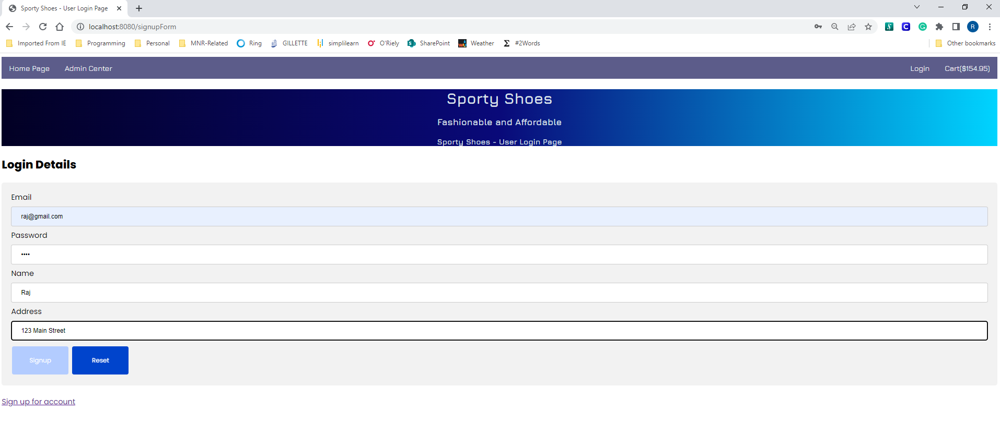 Sporty Shoes - User Login Page
localhost:8080/signupForm
R
Imported From IE Programming Personal MNR-Related Ring GILLETTE simplilearn O'Riely SharePoint Weather #2Words Other bookmarks
Home Page Admin Center Login Cart($154.95)
Sporty Shoes
Fashionable and Affordable
Sporty Shoes - User Login Page
Login Details
Email
raj@gmail.com
Password
••••
Name
Raj
Address
123 Main Street
Signup Reset
Sign up for account